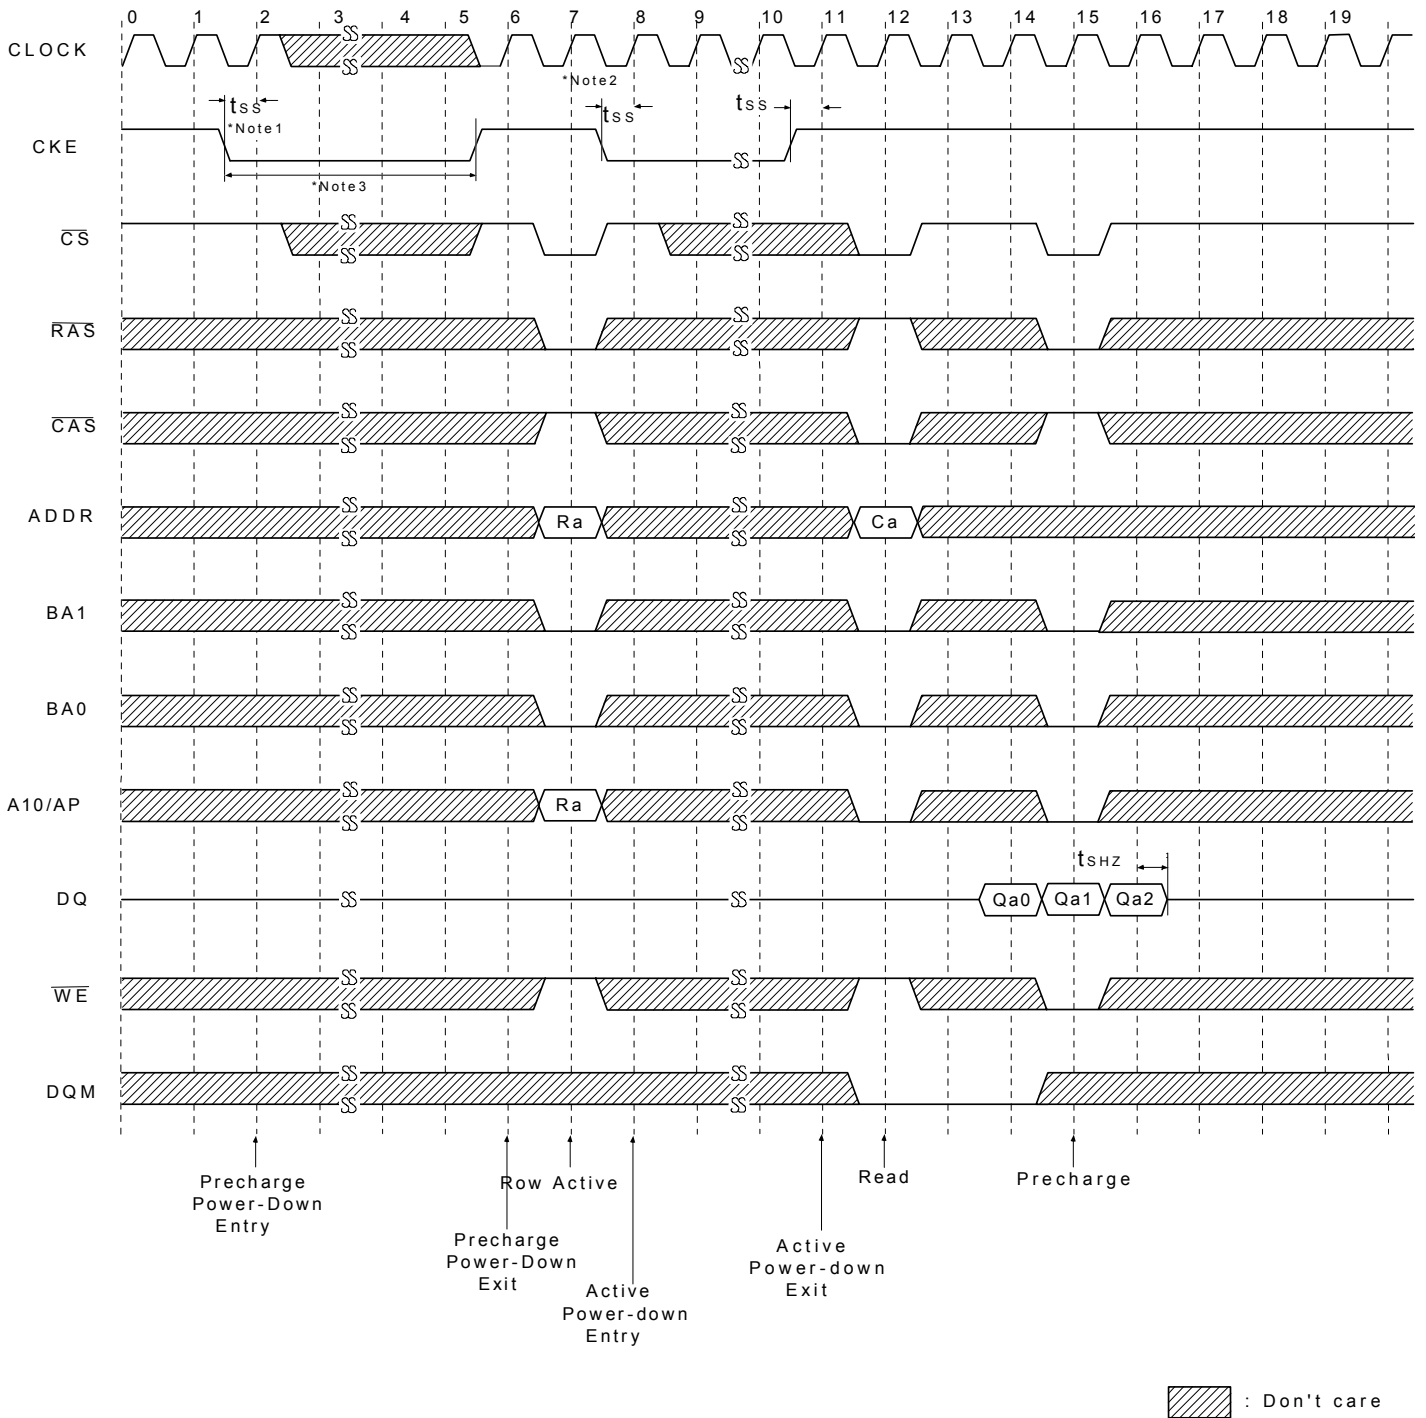 0 1 2 3 4 5 6 7 8 9 10 11 12 13 14 15 16 17 18 19
CLOCK
*Note2
tSS
tSS
tSS
*Note1
CKE
*Note3
CS
RAS
CAS
ADDR
Ra
Ca
BA1
BA0
A10/AP
Ra
tSHZ
DQ
Qa0 Qa1 Qa2
WE
DQM
Precharge
Power-Down
Entry
Row Active
Read
Precharge
Precharge
Power-Down
Exit
Active
Power-down
Exit
Active
Power-down
Entry
: Don't care